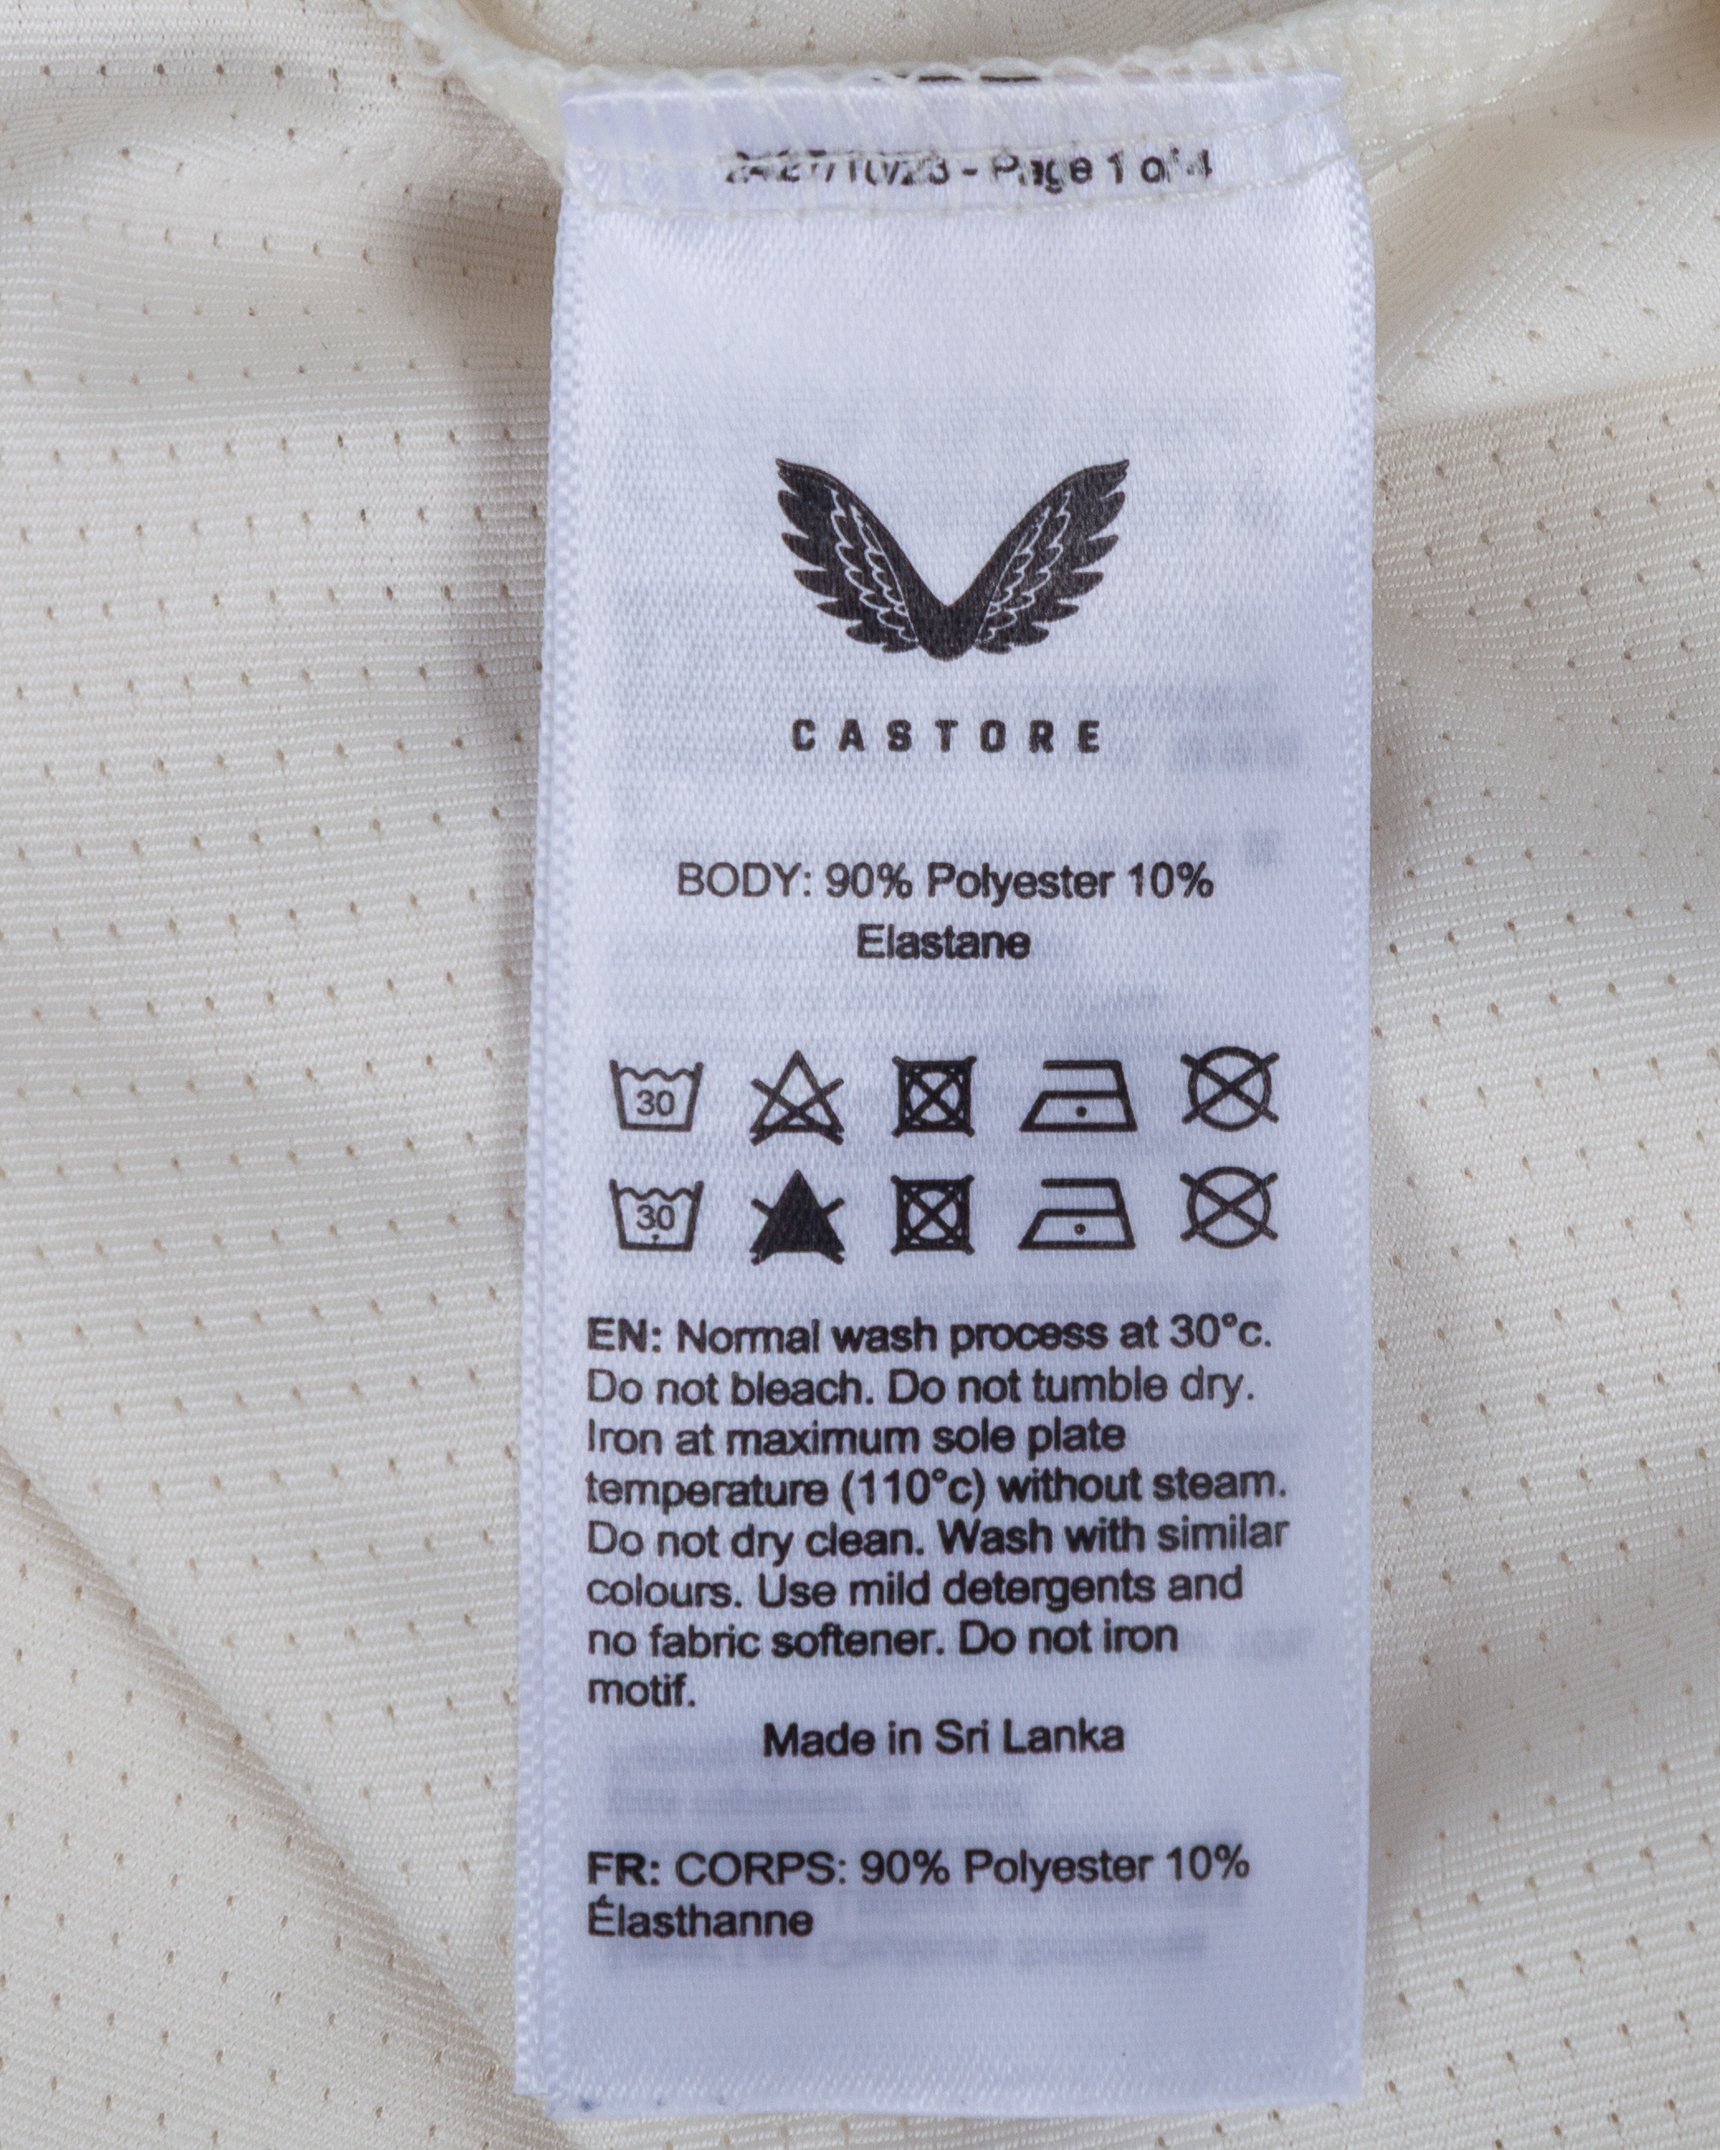 - Page 1 of 4
CASTORE
BODY: 90% Polyester 10%
Elastane
30
30
EN: Normal wash process at 30°c.
Do not bleach. Do not tumble dry.
Iron at maximum sole plate
temperature (110°c) without steam.
Do not dry clean. Wash with similar
colours. Use mild detergents and
no fabric softener. Do not iron
motif.
Made in Sri Lanka
FR: CORPS: 90% Polyester 10%
Élasthanne